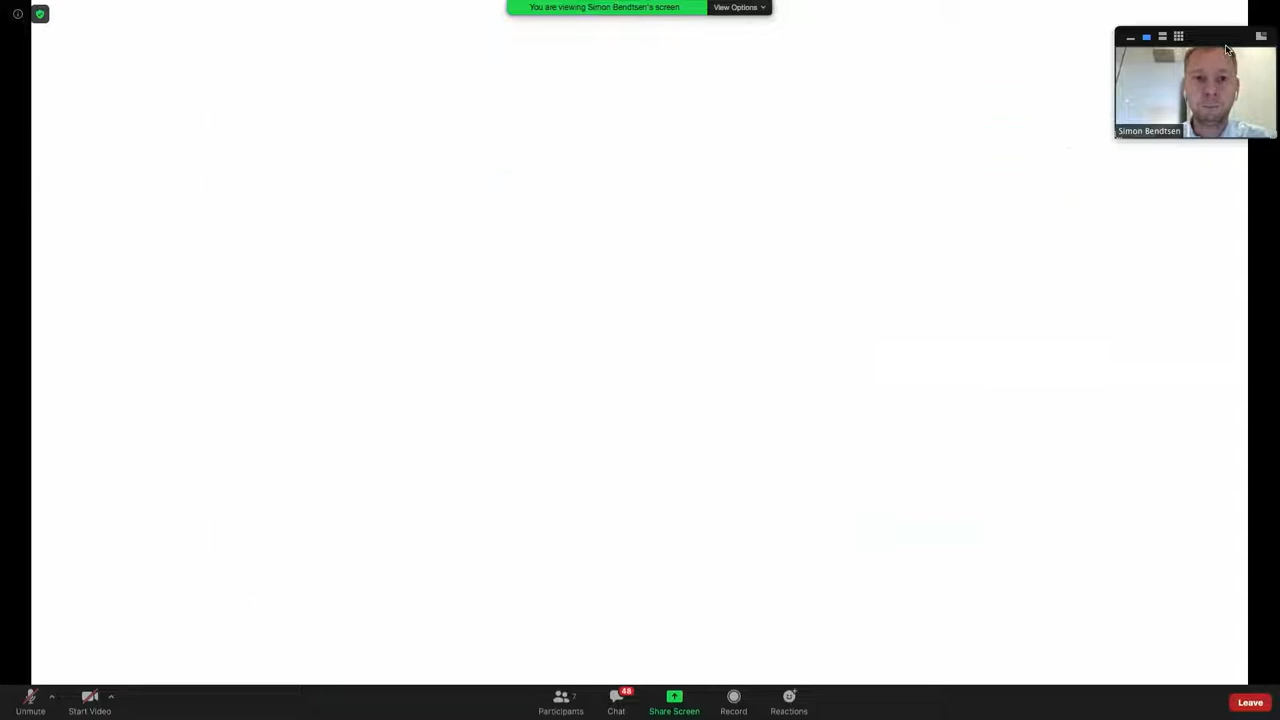 You are viewing Simon Bendtsen's screen
View Options
Simon Bendtsen
Unmute
Start Video
Participants
7
Chat
48
Share Screen
Record
Reactions
Leave